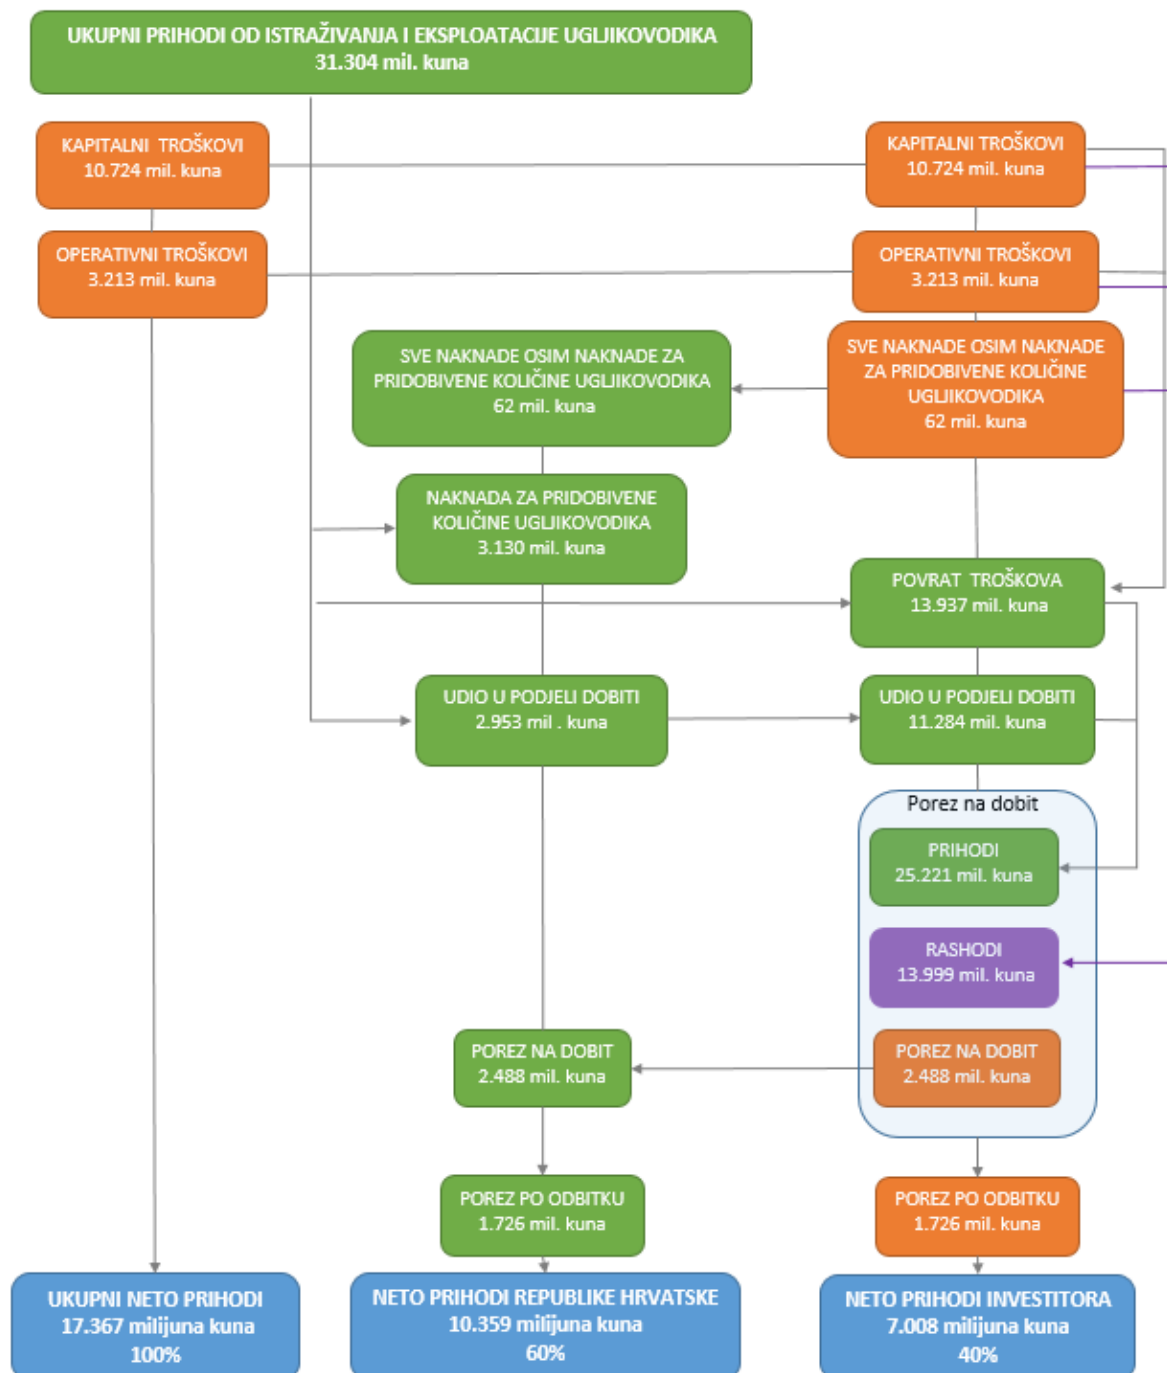 UKUPNI PRIHODI OD ISTRAŽIVANJA I EKSPLOATACIJE UGLJIKOVODIKA
31.304 mil. kuna
KAPITALNI TROŠKOVI
10.724 mil. kuna
KAPITALNI TROŠKOVI
10.724 mil. kuna
OPERATIVNI TROŠKOVI
3.213 mil. kuna
OPERATIVNI TROŠKOVI
3.213 mil. kuna
SVE NAKNADE OSIM NAKNADE ZA
PRIDOBIVENE KOLIČINE UGLJIKOVODIKA
62 mil. kuna
SVE NAKNADE OSIM NAKNADE
ZA PRIDOBIVENE KOLIČINE
UGLJIKOVODIKA
62 mil. kuna
NAKNADA ZA PRIDOBIVENE
KOLIČINE UGLJIKOVODIKA
3.130 mil. kuna
POVRAT TROŠKOVA
13.937 mil. kuna
UDIO U PODJELI DOBITI
2.953 mil . kuna
UDIO U PODJELI DOBITI
11.284 mil. kuna
Porez na dobit
PRIHODI
25.221 mil. kuna
RASHODI
13.999 mil. kuna
POREZ NA DOBIT
2.488 mil. kuna
POREZ NA DOBIT
2.488 mil. kuna
POREZ PO ODBITKU
1.726 mil. kuna
POREZ PO ODBITKU
1.726 mil. kuna
UKUPNI NETO PRIHODI
17.367 milijuna kuna
100%
NETO PRIHODI REPUBLIKE HRVATSKE
10.359 milijuna kuna
60%
NETO PRIHODI INVESTITORA
7.008 milijuna kuna
40%